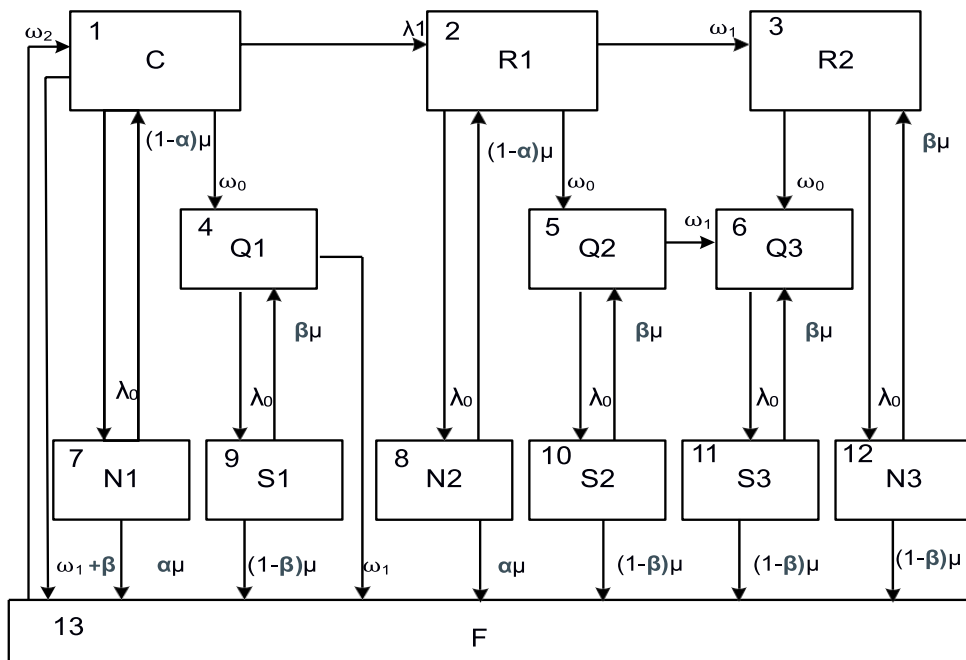 ω₂
1
C
λ1
2
R1
ω₁
3
R2
(1-α)μ
ω₀
(1-α)μ
ω₀
ω₀
βμ
4
Q1
5
Q2
ω₁
6
Q3
βμ
βμ
βμ
λ₀
λ₀
λ₀
λ₀
λ₀
λ₀
7
N1
9
S1
8
N2
10
S2
11
S3
12
N3
ω₁ +β
αμ
(1-β)μ
ω₁
αμ
(1-β)μ
(1-β)μ
(1-β)μ
13
F